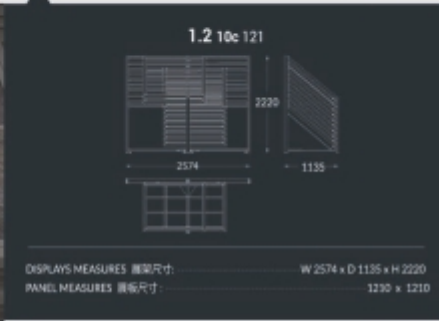 1.2 10c 121
2220
2574
1135
DISPLAYS MEASURES 展架尺寸: W 2574 x D 1135 x H 2220
PANEL MEASURES 展板尺寸: 1210 x 1210